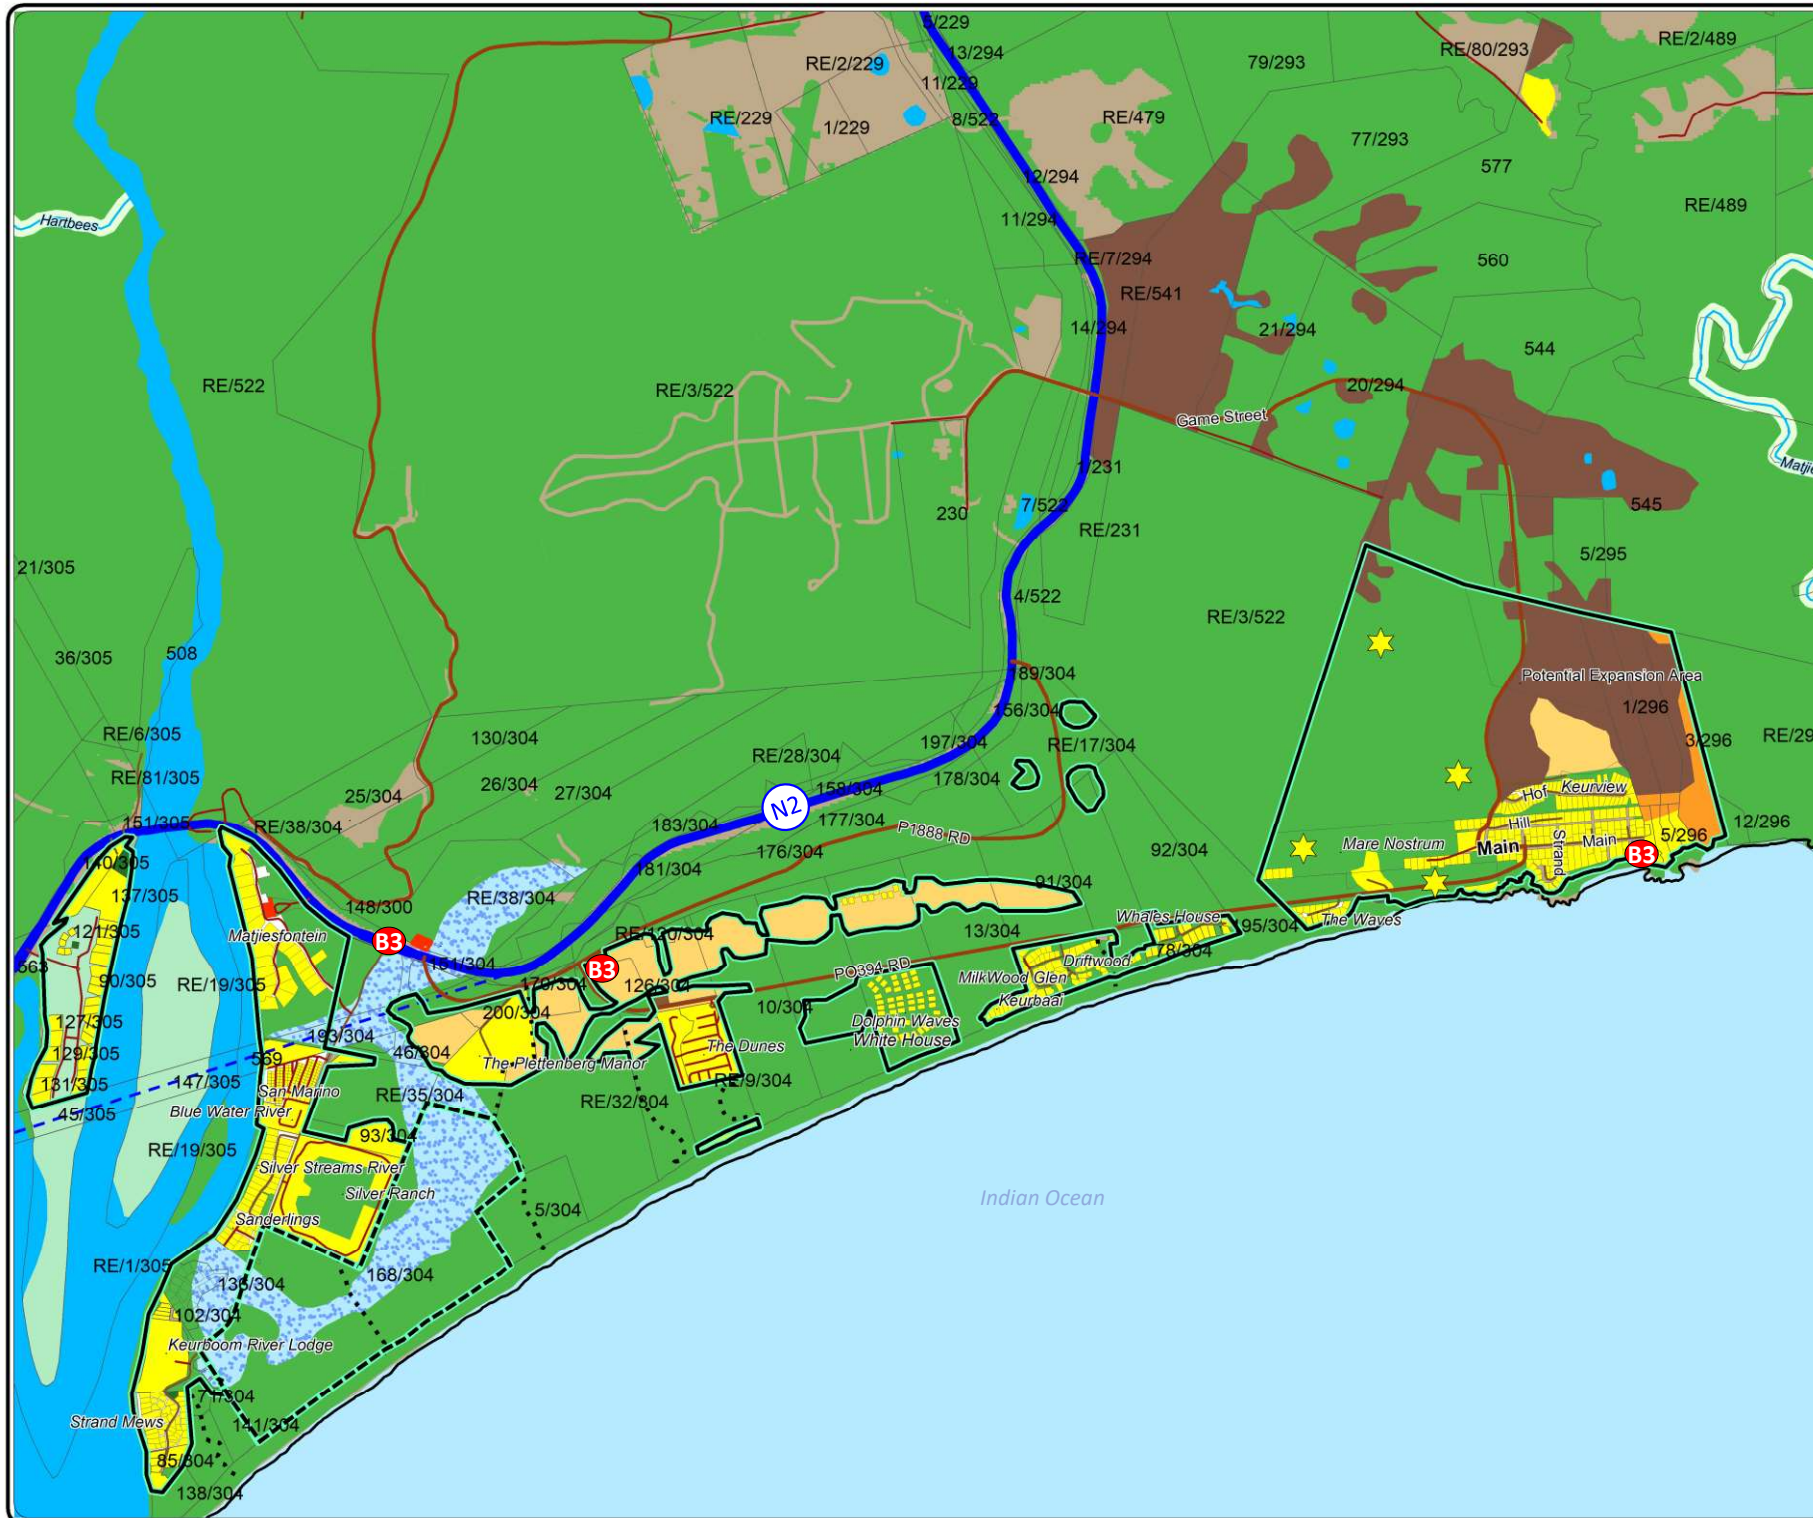 5/229
13/294
RE/2/229
11/229
RE/80/293
RE/2/489
79/293
RE/229
1/229
8/522
RE/479
77/293
577
12/294
11/294
RE/489
Hartbees
RE/7/294
RE/541
560
14/294
21/294
544
RE/522
RE/3/522
20/294
Game Street
1/231
7/522
230
RE/231
545
5/295
21/305
4/522
RE/3/522
36/305
508
189/304
Potential Expansion Area
156/304
1/296
RE/6/305
130/304
RE/28/304
197/304
RE/17/304
3/296
RE/81/305
26/304
27/304
25/304
178/304
158/304
N2
Hof
Keurview
151/305
RE/38/304
183/304
177/304
P1888 RD
Hill
12/296
5/296
176/304
92/304
Mare Nostrum
Main
Strand
Main
B3
140/305
181/304
137/305
RE/38/304
91/304
148/300
Whales House
The Waves
121/305
Matjiesfontein
B3
RE/120/304
13/304
95/304
563
151/304
B3
PO394 RD
Driftwood
78/304
90/305
RE/19/305
170/304
126/304
MilkWood Glen
Keurbaai
127/305
200/304
10/304
Dolphin Waves
White House
193/304
129/305
569
46/304
The Plettenberg Manor
The Dunes
131/305
147/305
San Marino
RE/9/304
45/305
Blue Water River
RE/35/304
RE/32/304
RE/19/305
93/304
Silver Streams River
Silver Ranch
Indian Ocean
Sanderlings
5/304
RE/1/305
136/304
168/304
102/304
Keurboom River Lodge
71/304
Strand Mews
141/304
85/304
138/304